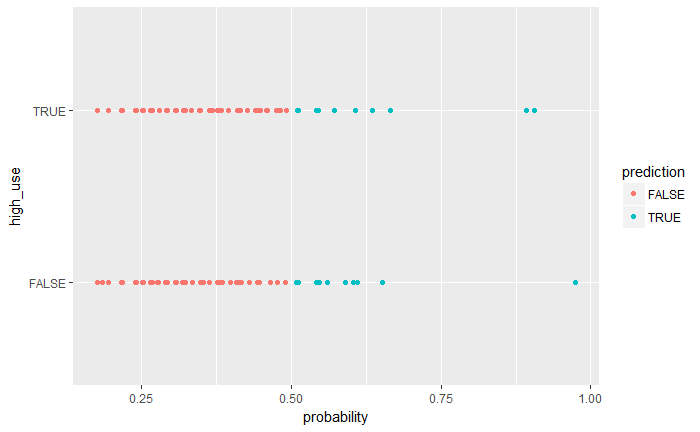 TRUE
FALSE
high_use
0.25
0.50
0.75
1.00
probability
prediction
FALSE
TRUE